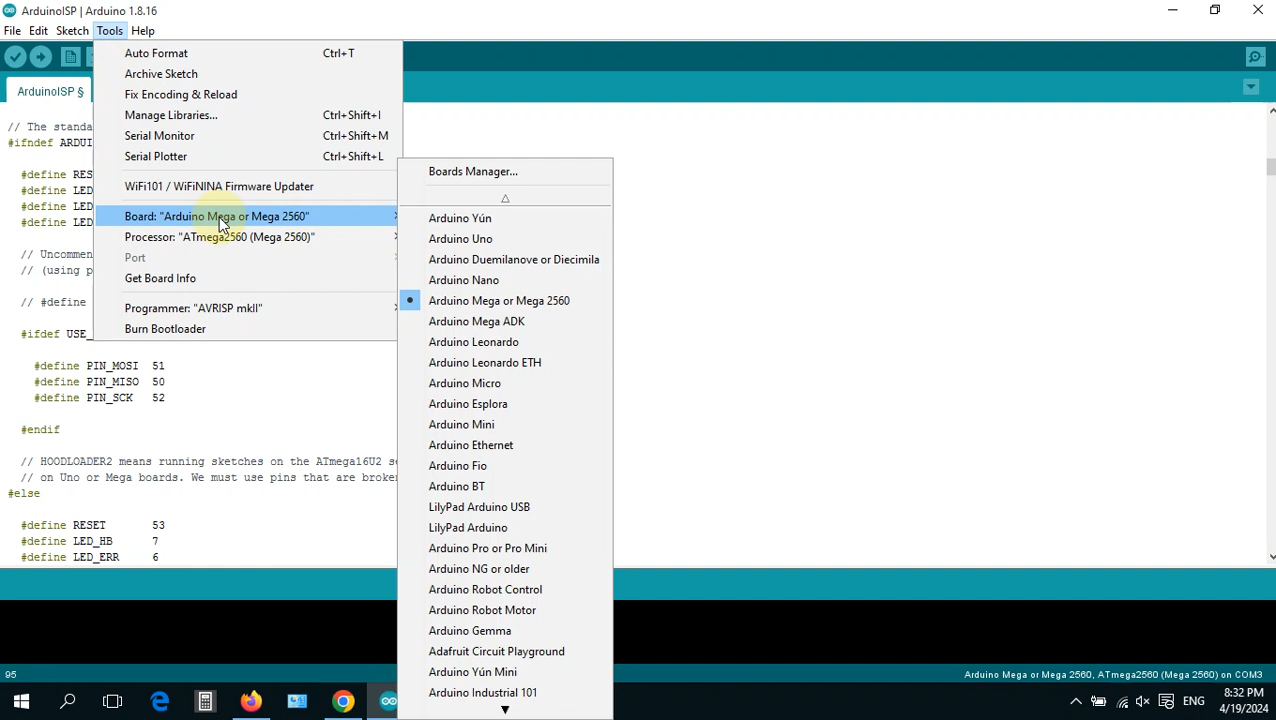 ArduinoISP | Arduino 1.8.16
File Edit Sketch Tools Help
ArduinoISP §
Auto Format Ctrl+T
Archive Sketch
Fix Encoding & Reload
Manage Libraries... Ctrl+Shift+I
Serial Monitor Ctrl+Shift+M
Serial Plotter Ctrl+Shift+L
WiFi101 / WiFiNINA Firmware Updater
Board: "Arduino Mega or Mega 2560"
Processor: "ATmega2560 (Mega 2560)"
Port
Get Board Info
Programmer: "AVRISP mkII"
Burn Bootloader
Boards Manager...
Arduino Yún
Arduino Uno
Arduino Duemilanove or Diecimila
Arduino Nano
Arduino Mega or Mega 2560
Arduino Mega ADK
Arduino Leonardo
Arduino Leonardo ETH
Arduino Micro
Arduino Esplora
Arduino Mini
Arduino Ethernet
Arduino Fio
Arduino BT
LilyPad Arduino USB
LilyPad Arduino
Arduino Pro or Pro Mini
Arduino NG or older
Arduino Robot Control
Arduino Robot Motor
Arduino Gemma
Adafruit Circuit Playground
Arduino Yún Mini
Arduino Industrial 101
// The standa
#ifndef ARDUI
#define RES
#define LED
#define LED
#define LED
// Uncommen
// (using p
// #define
#ifdef USE_
#define PIN_MOSI 51
#define PIN_MISO 50
#define PIN_SCK 52
#endif
// HOODLOADER2 means running sketches on the ATmega16U2 se
// on Uno or Mega boards. We must use pins that are broken
#else
#define RESET 53
#define LED_HB 7
#define LED_ERR 6
95
Arduino Mega or Mega 2560, ATmega2560 (Mega 2560) on COM3
ENG
8:32 PM
4/19/2024